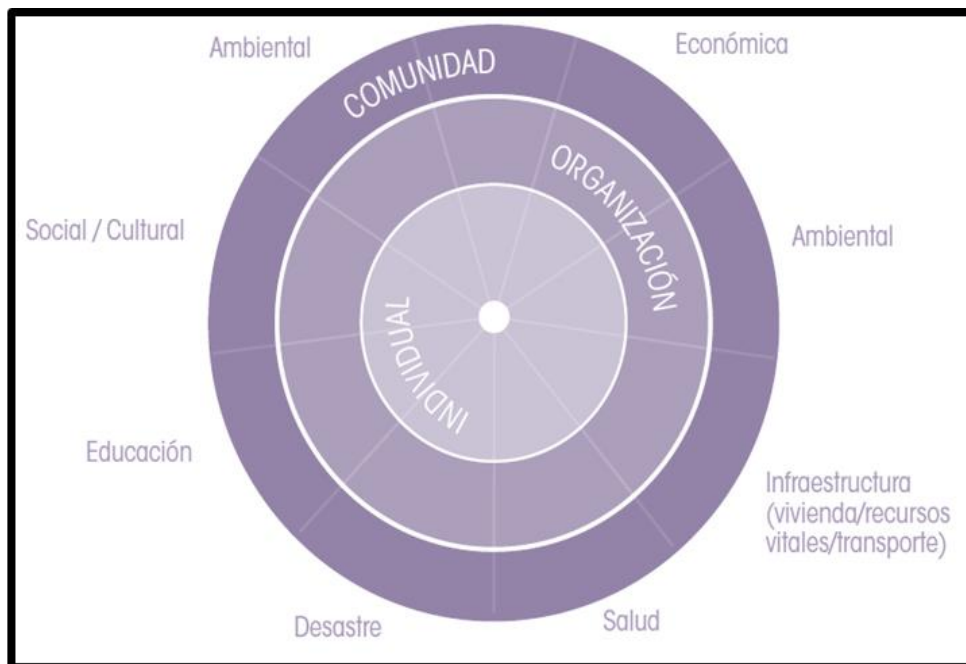 Ambiental
Económica
COMUNIDAD
ORGANIZACIÓN
Social / Cultural
Ambiental
INDIVIDUAL
Educación
Infraestructura
(vivienda/recursos
vitales/transporte)
Desastre
Salud